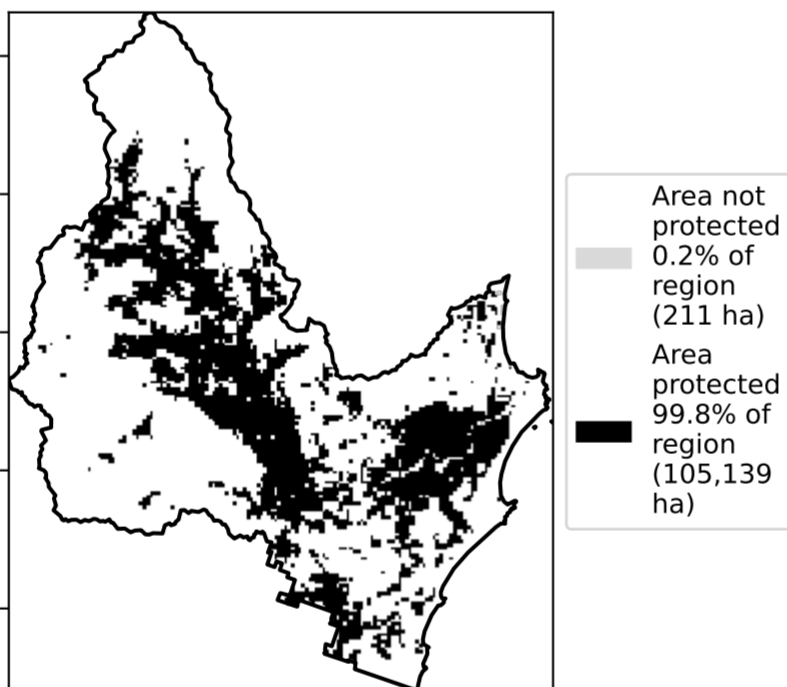 Area not
protected
0.2% of
region
(211 ha)
Area
protected
99.8% of
region
(105,139
ha)